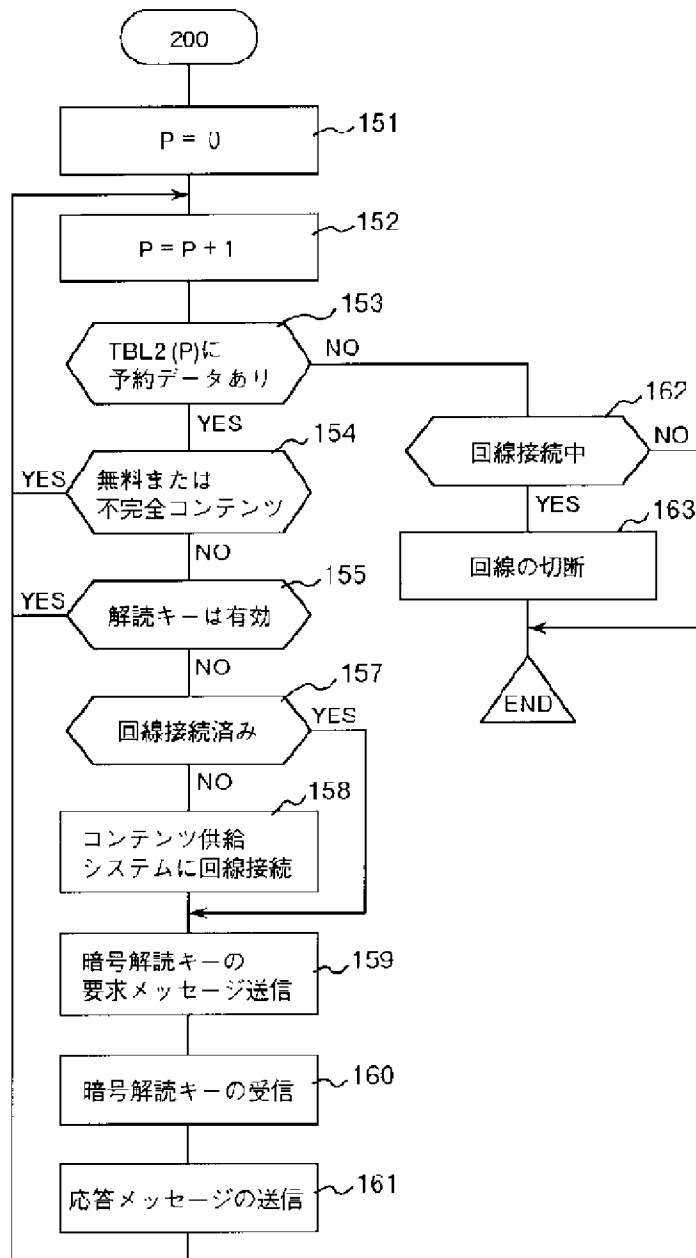 200
P = 0
151
P = P + 1
152
TBL2 (P)に
予約データあり
153
NO
YES
無料または
不完全コンテンツ
154
YES
NO
解読キーは有効
155
YES
NO
回線接続済み
157
YES
NO
コンテンツ供給
システムに回線接続
158
暗号解読キーの
要求メッセージ送信
159
暗号解読キーの受信
160
応答メッセージの送信
161
回線接続中
162
NO
YES
回線の切断
163
END